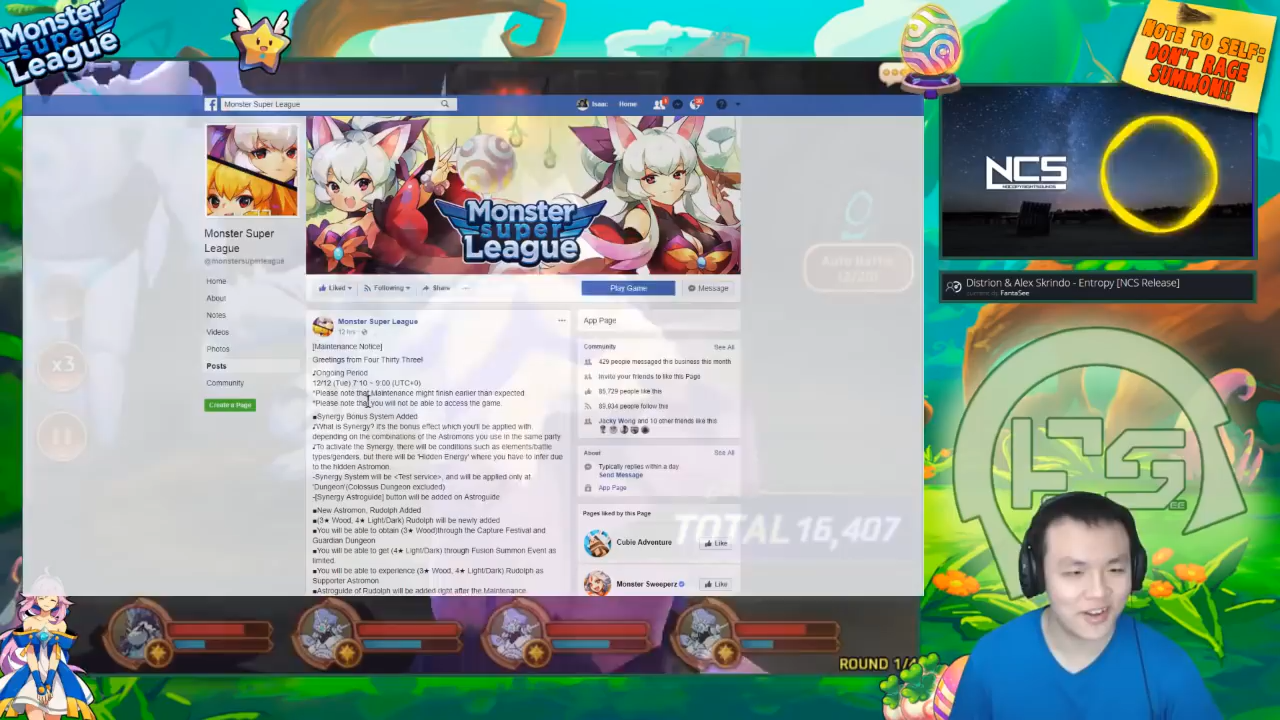 Monster
super
League
NOTE TO SELF:
DON'T RAGE
SUMMON!!
Monster Super League
Isaac Home
NCS
Monster
super
League
Monster Super
League
@monstersuperleague
Home
About
Notes
Videos
Photos
Posts
Community
Create a Page
Liked Following Share
Play Game
Message
Monster Super League
12 hrs
[Maintenance Notice]
Greetings from Four Thirty Three!
♪Ongoing Period
12/12 (Tue) 7:10 ~ 9:00 (UTC+0)
*Please note that Maintenance might finish earlier than expected
*Please note that you will not be able to access the game.
■Synergy Bonus System Added
♪What is Synergy? It's the bonus effect which you'll be applied with,
depending on the combinations of the Astromons you use in the same party
♪To activate the Synergy, there will be conditions such as elements/battle
types/genders, but there will be 'Hidden Energy' where you have to infer due
to the hidden Astromon.
-Synergy System will be <Test service>, and will be applied only at
'Dungeon'(Colossus Dungeon excluded)
-[Synergy Astroguide] button will be added on Astroguide
■New Astromon, Rudolph Added
■(3★ Wood, 4★ Light/Dark) Rudolph will be newly added
■You will be able to obtain (3★ Wood)through the Capture Festival and
Guardian Dungeon
■You will be able to get (4★ Light/Dark) through Fusion Summon Event as
limited.
■You will be able to experience (3★ Wood, 4★ Light/Dark) Rudolph as
Supporter Astromon.
■Astroguide of Rudolph will be added right after the Maintenance.
App Page
Community See All
429 people messaged this business this month
Invite your friends to like this Page
85,729 people like this
89,934 people follow this
Jacky Wong and 10 other friends like this
About See All
Typically replies within a day
Send Message
App Page
Pages liked by this Page
Cubie Adventure Like
Monster Sweeperz Like
Auto Battle
x3
TOTAL 16,407
ROUND 1/
Distrion & Alex Skrindo - Entropy [NCS Release]
FantaSee